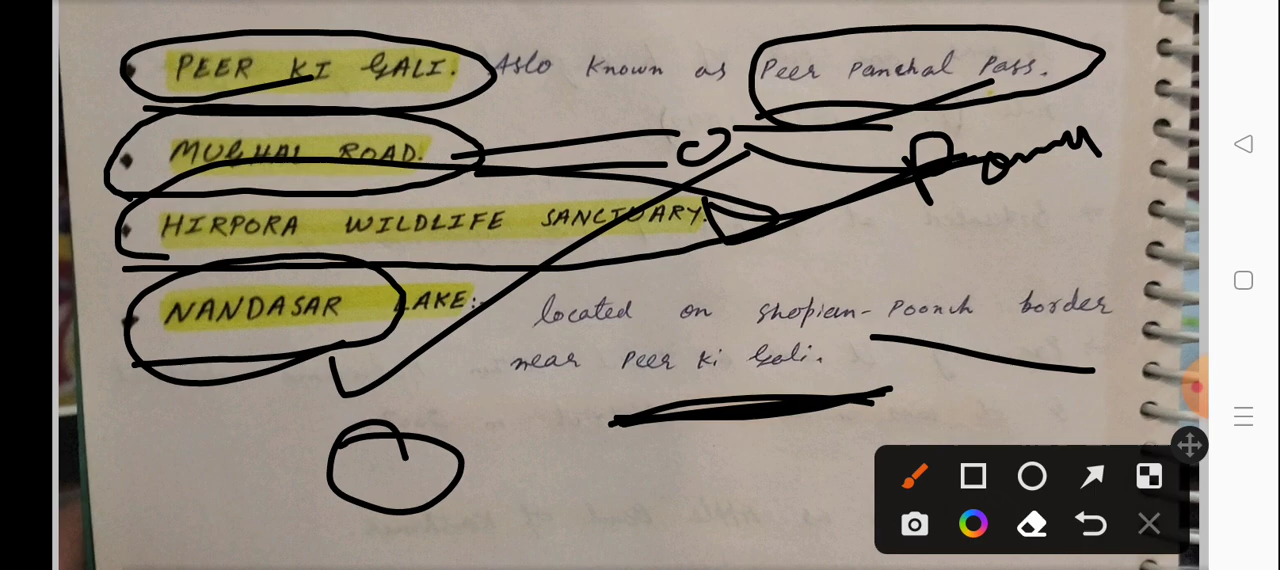 PEER KI GALI. Aslo known as Peer Panchal Pass.
MUGHAL ROAD.
HIRPORA WILDLIFE SANCTUARY.
NANDASAR LAKE:- located on shopian-Poonch border
near Peer Ki Gali.